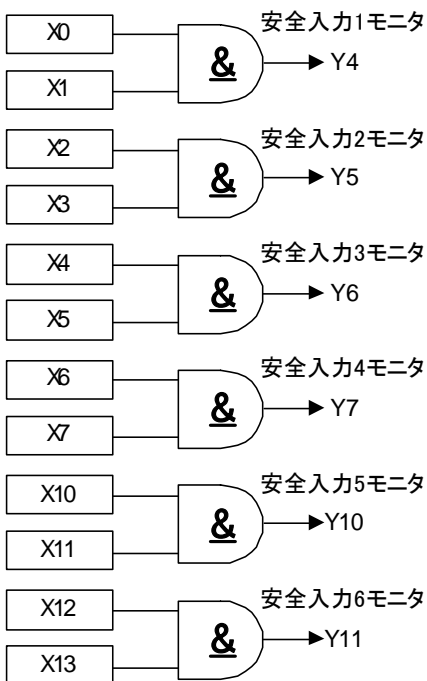 X0
安全入力1モニタ
&
Y4
X1
X2
安全入力2モニタ
&
Y5
X3
X4
安全入力3モニタ
&
Y6
X5
X6
安全入力4モニタ
&
Y7
X7
X10
安全入力5モニタ
&
Y10
X11
X12
安全入力6モニタ
&
Y11
X13